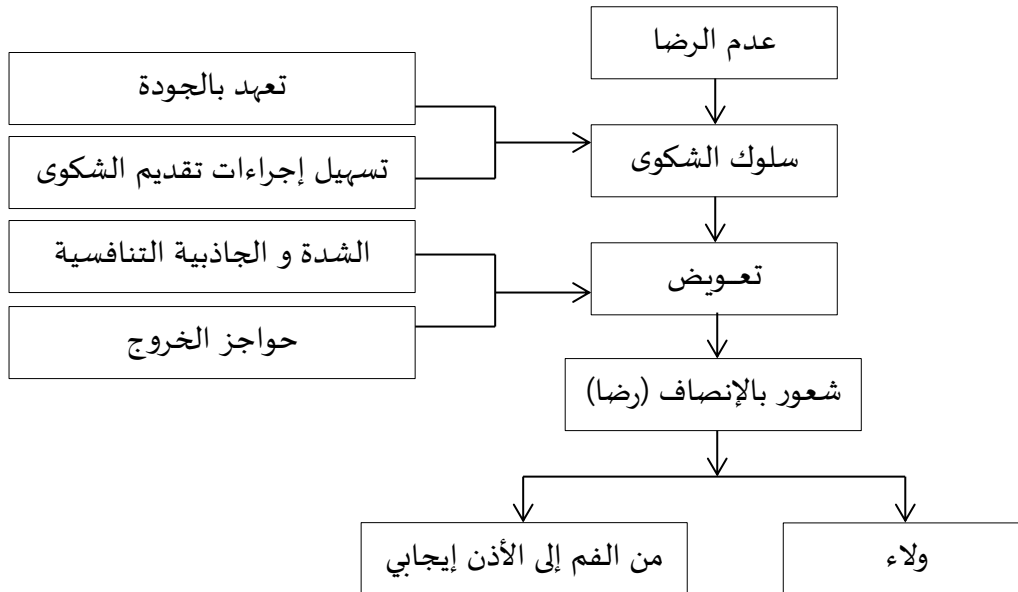 عدم الرضا
تعهد بالجودة
سلوك الشكوى
تسهيل إجراءات تقديم الشكوى
الشدة و الجاذبية التنافسية
تعـويض
حواجز الخروج
شعور بالإنصاف (رضا)
ولاء
من الفم إلى الأذن إيجابي